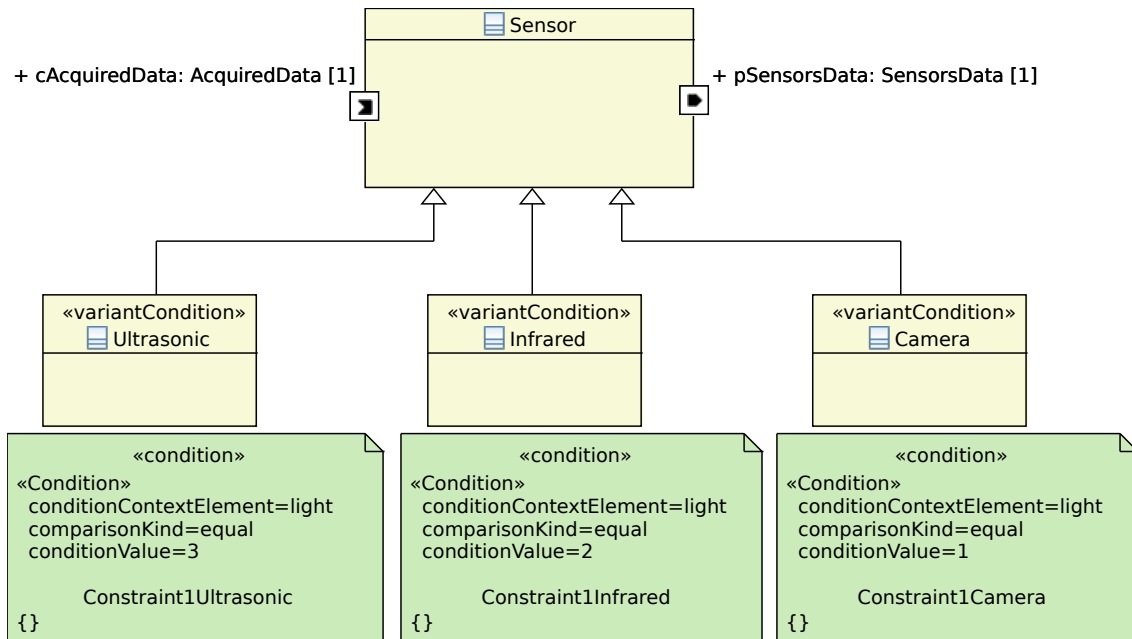 Sensor
+ cAcquiredData: AcquiredData [1]
+ pSensorsData: SensorsData [1]
«variantCondition»
Ultrasonic
«variantCondition»
Infrared
«variantCondition»
Camera
«condition»
«Condition»
conditionContextElement=light
comparisonKind=equal
conditionValue=3
Constraint1Ultrasonic
{}
«condition»
«Condition»
conditionContextElement=light
comparisonKind=equal
conditionValue=2
Constraint1Infrared
{}
«condition»
«Condition»
conditionContextElement=light
comparisonKind=equal
conditionValue=1
Constraint1Camera
{}